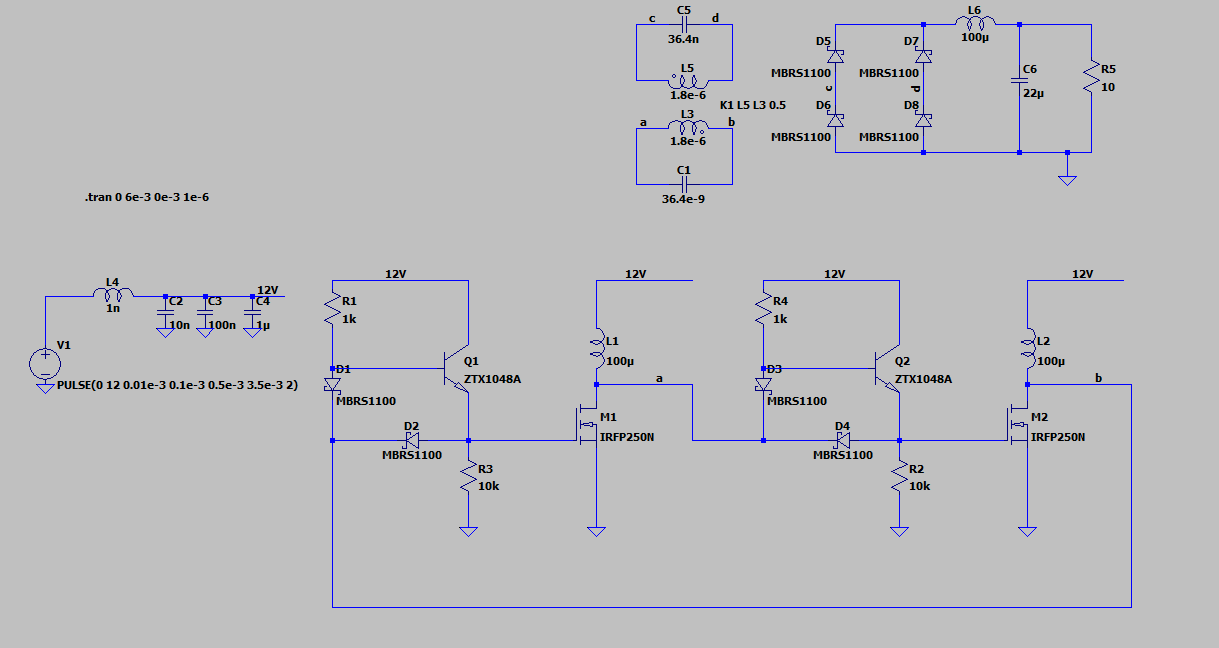 C5
c
d
36.4n
L5
1.8e-6
K1 L5 L3 0.5
L3
a
b
1.8e-6
C1
36.4e-9
L6
100µ
D5
MBRS1100
D7
MBRS1100
c
d
D6
MBRS1100
D8
MBRS1100
C6
22µ
R5
10
.tran 0 6e-3 0e-3 1e-6
L4
1n
12V
C2
10n
C3
100n
C4
1µ
V1
PULSE(0 12 0.01e-3 0.1e-3 0.5e-3 3.5e-3 2)
12V
R1
1k
D1
MBRS1100
Q1
ZTX1048A
D2
MBRS1100
R3
10k
12V
L1
100µ
a
M1
IRFP250N
12V
R4
1k
D3
MBRS1100
Q2
ZTX1048A
D4
MBRS1100
R2
10k
12V
L2
100µ
b
M2
IRFP250N